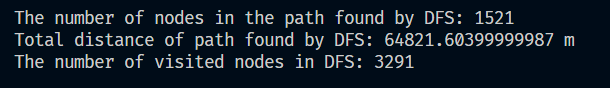 The number of nodes in the path found by DFS: 1521
Total distance of path found by DFS: 64821.60399999987 m
The number of visited nodes in DFS: 3291